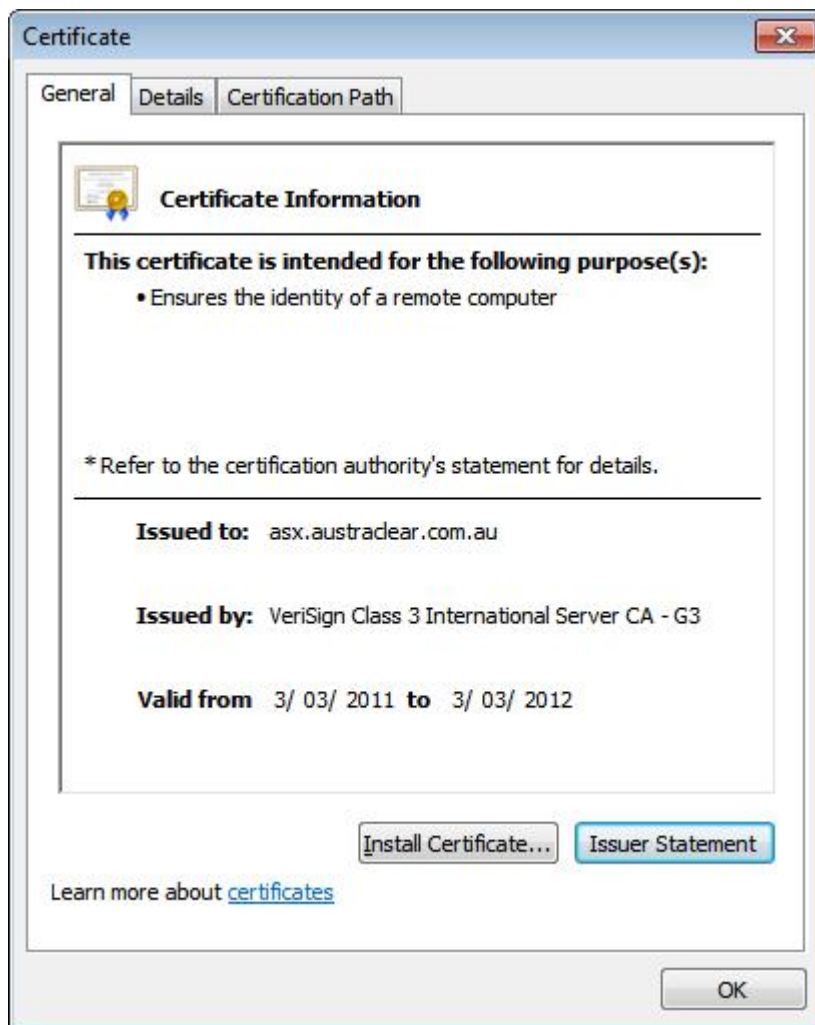 Certificate
General Details Certification Path
Certificate Information
This certificate is intended for the following purpose(s):
• Ensures the identity of a remote computer
* Refer to the certification authority's statement for details.
Issued to: asx.austraclear.com.au
Issued by: VeriSign Class 3 International Server CA - G3
Valid from 3/ 03/ 2011 to 3/ 03/ 2012
Install Certificate... Issuer Statement
Learn more about certificates
OK